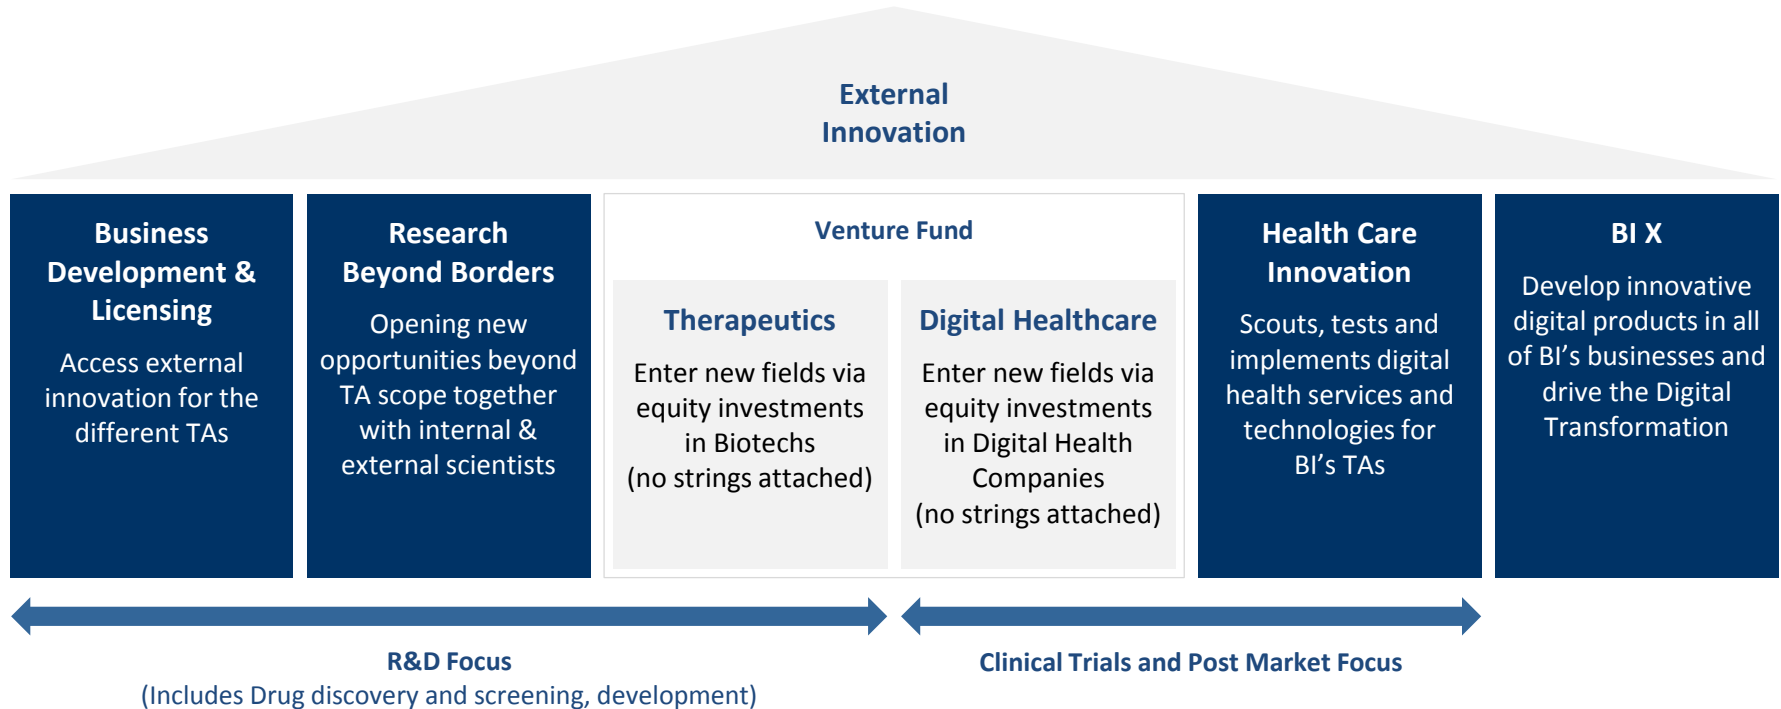 External
Innovation
Business
Development &
Licensing
Access external
innovation for the
different TAs
Research
Beyond Borders
Opening new
opportunities beyond
TA scope together
with internal &
external scientists
Venture Fund
Therapeutics
Enter new fields via
equity investments
in Biotechs
(no strings attached)
Digital Healthcare
Enter new fields via
equity investments
in Digital Health
Companies
(no strings attached)
Health Care
Innovation
Scouts, tests and
implements digital
health services and
technologies for
BI’s TAs
BI X
Develop innovative
digital products in all
of BI’s businesses and
drive the Digital
Transformation
R&D Focus
(Includes Drug discovery and screening, development)
Clinical Trials and Post Market Focus